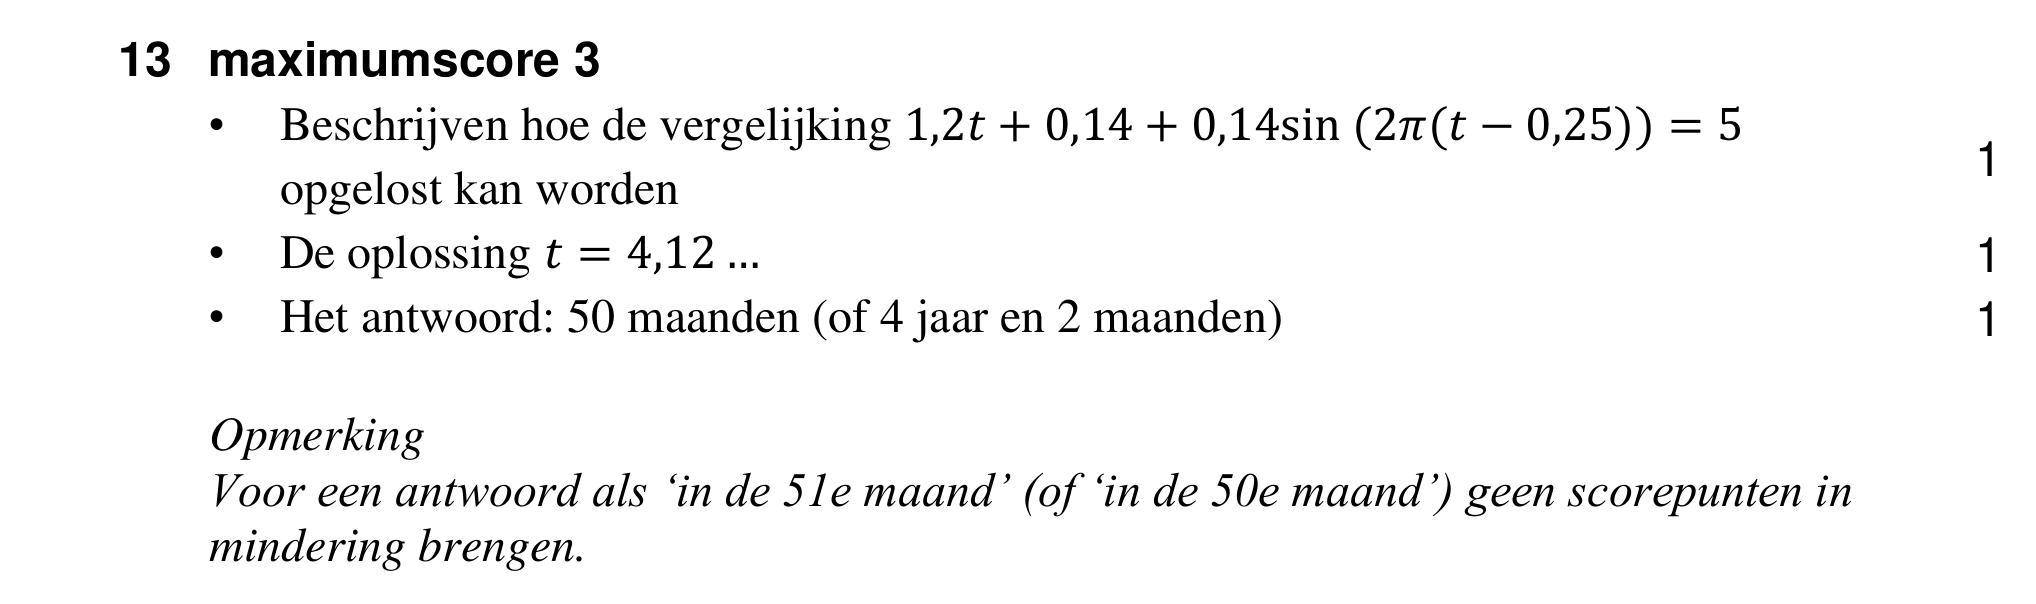 13 maximumscore 3
• Beschrijven hoe de vergelijking 1,2t + 0,14 + 0,14sin (2π(t − 0,25)) = 5
opgelost kan worden 1
• De oplossing t = 4,12 ... 1
• Het antwoord: 50 maanden (of 4 jaar en 2 maanden) 1
Opmerking
Voor een antwoord als ‘in de 51e maand’ (of ‘in de 50e maand’) geen scorepunten in
mindering brengen.